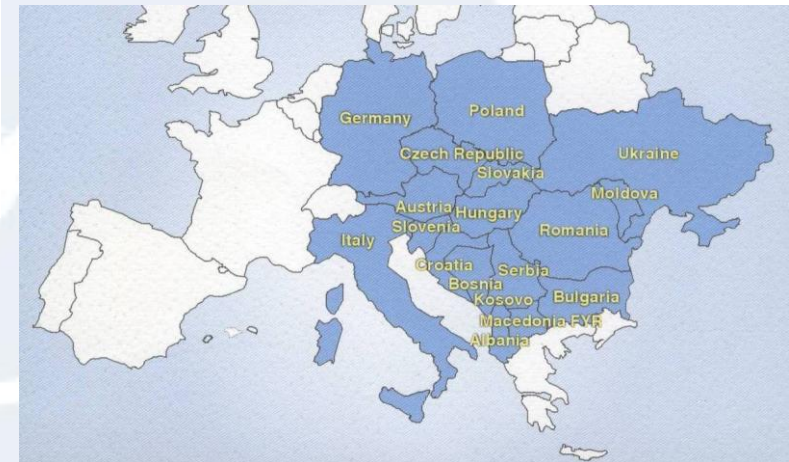 Germany
Poland
Czech Republic
Slovakia
Ukraine
Moldova
Austria
Hungary
Slovenia
Romania
Italy
Croatia
Serbia
Bosnia
Kosovo
Bulgaria
Macedonia FYR
Albania